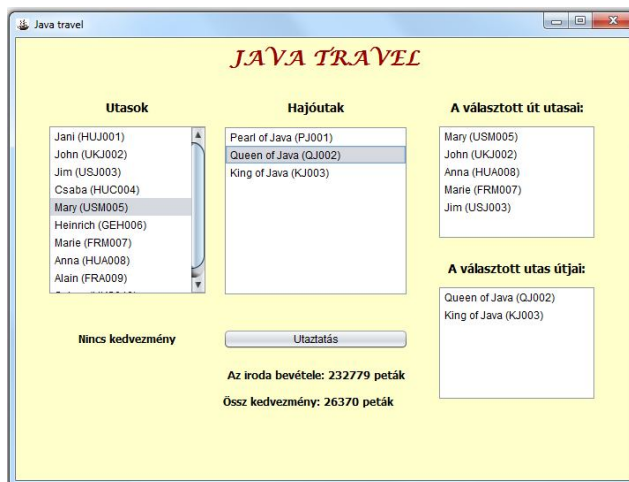 Java travel
JAVA TRAVEL
Utasok
Jani (HUJ001)
John (UKJ002)
Jim (USJ003)
Csaba (HUC004)
Mary (USM005)
Heinrich (GEH006)
Marie (FRM007)
Anna (HUA008)
Alain (FRA009)
Nincs kedvezmény
Hajóutak
Pearl of Java (PJ001)
Queen of Java (QJ002)
King of Java (KJ003)
Utaztatás
Az iroda bevétele: 232779 peták
Össz kedvezmény: 26370 peták
A választott út utasai:
Mary (USM005)
John (UKJ002)
Anna (HUA008)
Marie (FRM007)
Jim (USJ003)
A választott utas útjai:
Queen of Java (QJ002)
King of Java (KJ003)